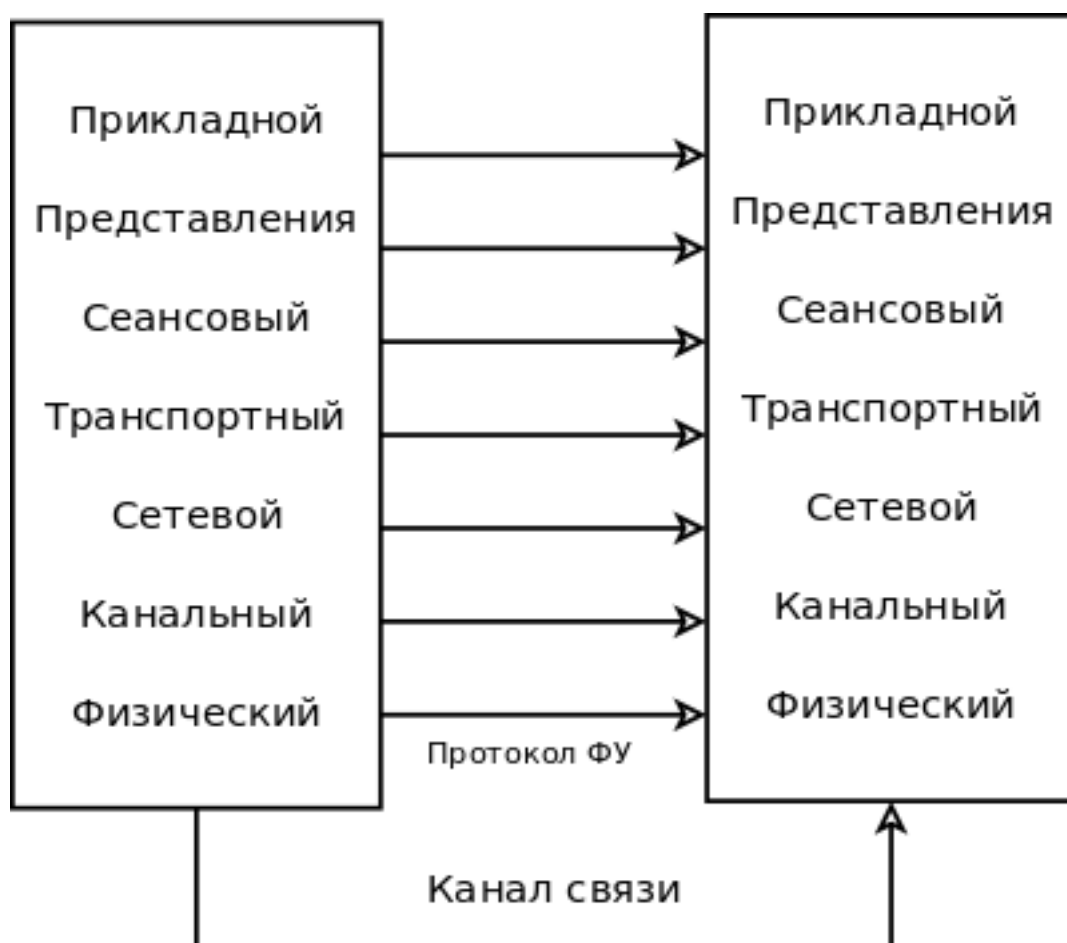 Прикладной
Представления
Сеансовый
Транспортный
Сетевой
Канальный
Физический
Прикладной
Представления
Сеансовый
Транспортный
Сетевой
Канальный
Физический
Протокол ФУ
Канал связи